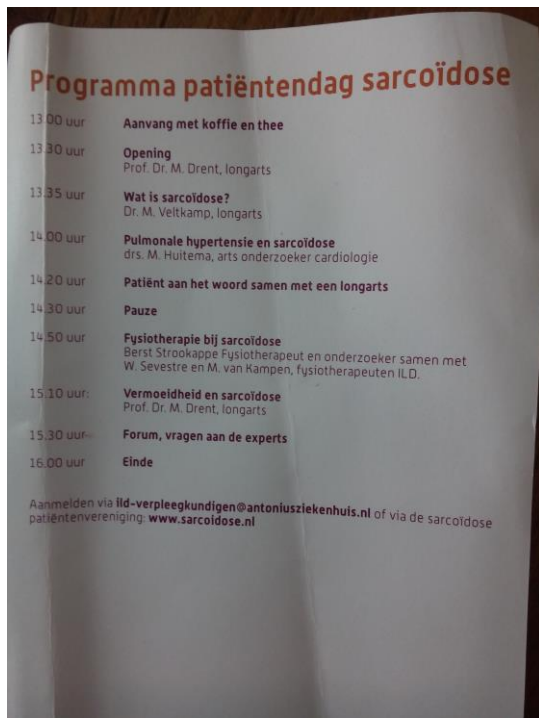 Programma patiëntendag sarcoïdose
13.00 uur Aanvang met koffie en thee
13.30 uur Opening
Prof. Dr. M. Drent, longarts
13.35 uur Wat is sarcoïdose?
Dr. M. Veltkamp, longarts
14.00 uur Pulmonale hypertensie en sarcoïdose
drs. M. Huitema, arts onderzoeker cardiologie
14.20 uur Patiënt aan het woord samen met een longarts
14.30 uur Pauze
14.50 uur Fysiotherapie bij sarcoïdose
Berst Strookappe Fysiotherapeut en onderzoeker samen met
W. Sevestre en M. van Kampen, fysiotherapeuten ILD.
15.10 uur: Vermoeidheid en sarcoïdose
Prof. Dr. M. Drent, longarts
15.30 uur Forum, vragen aan de experts
16.00 uur Einde
Aanmelden via ild-verpleegkundigen@antoniusziekenhuis.nl of via de sarcoïdose
patiëntenvereniging: www.sarcoidose.nl